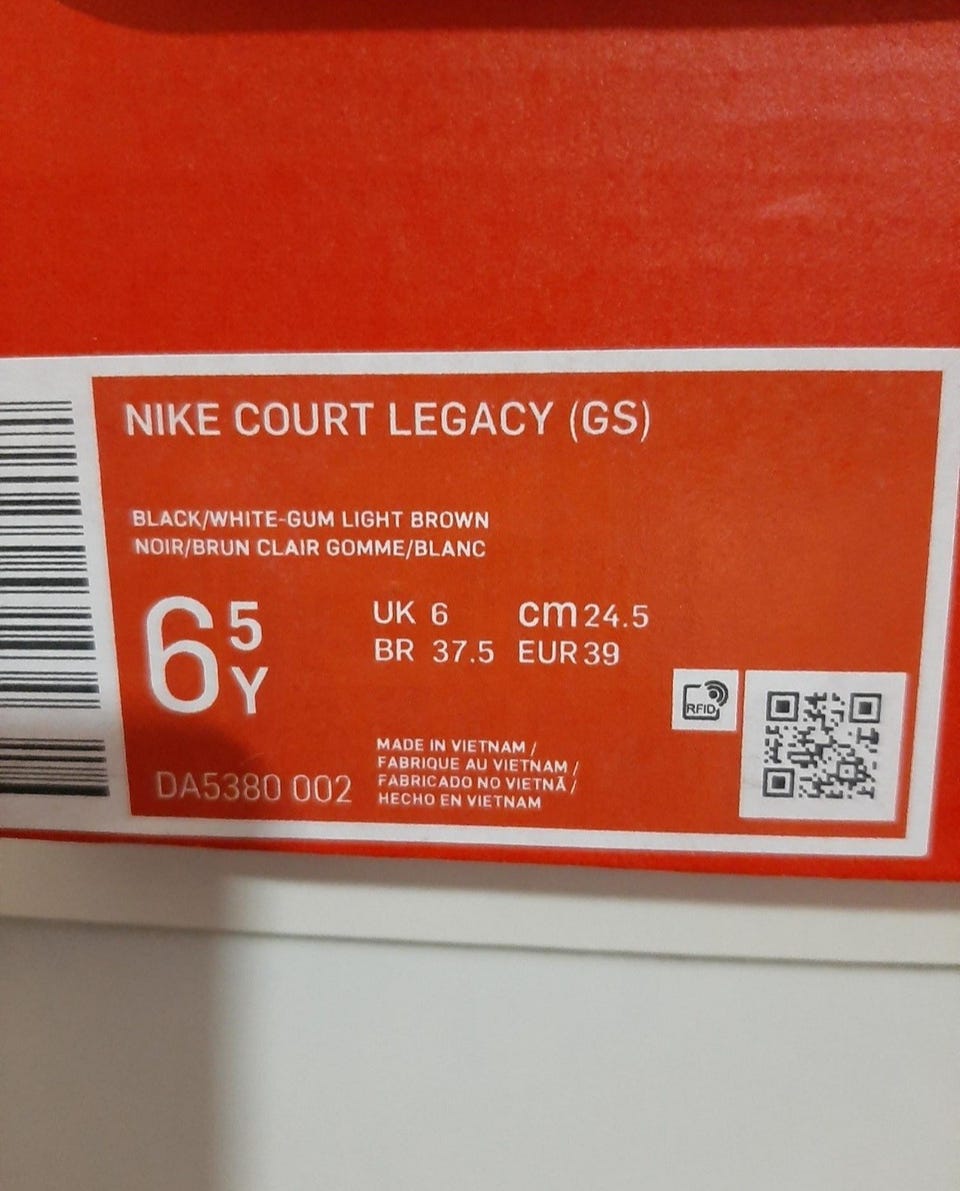 NIKE COURT LEGACY (GS)
BLACK/WHITE-GUM LIGHT BROWN
NOIR/BRUN CLAIR GOMME/BLANC
6 5 Y
UK 6 cm 24.5
BR 37.5 EUR 39
RFID
MADE IN VIETNAM /
FABRIQUE AU VIETNAM /
FABRICADO NO VIETNÃ /
HECHO EN VIETNAM
DA5380 002